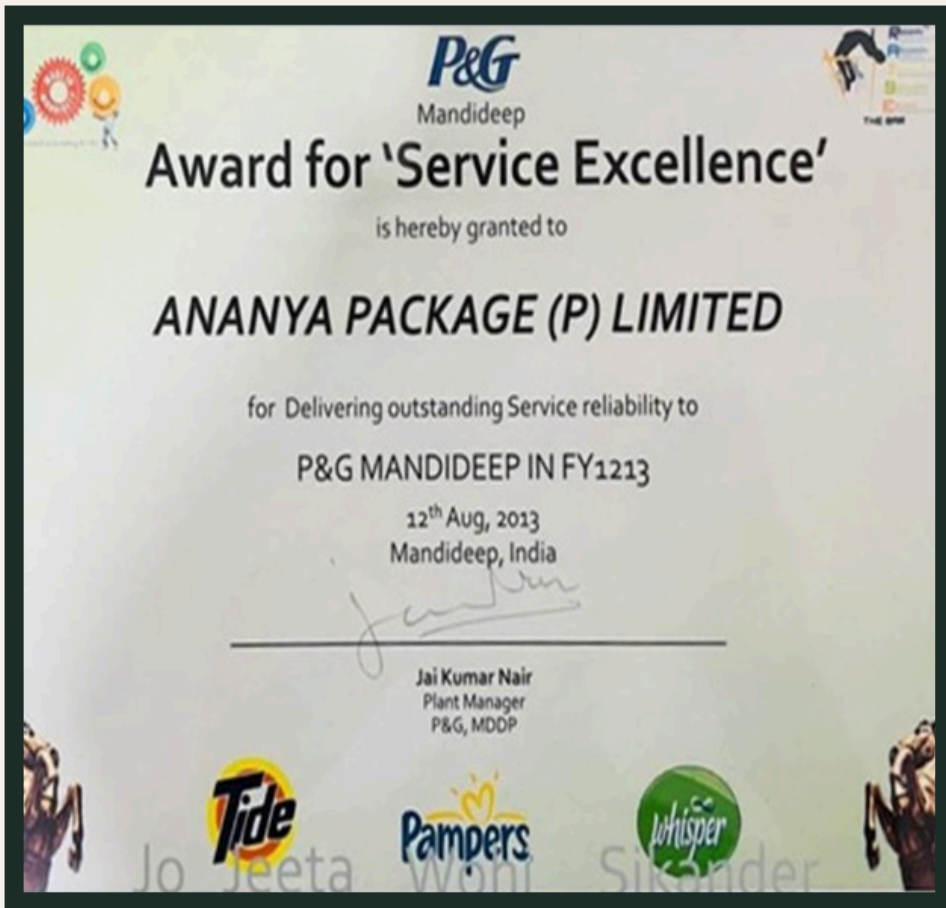 P&G
Mandideep
Award for ‘Service Excellence’
is hereby granted to
ANANYA PACKAGE (P) LIMITED
for Delivering outstanding Service reliability to
P&G MANDIDEEP IN FY1213
12th Aug, 2013
Mandideep, India
Jai Kumar Nair
Plant Manager
P&G, MDDP
Tide
Pampers
whisper
Jo Jeeta Wohi Sikander
THE BAR